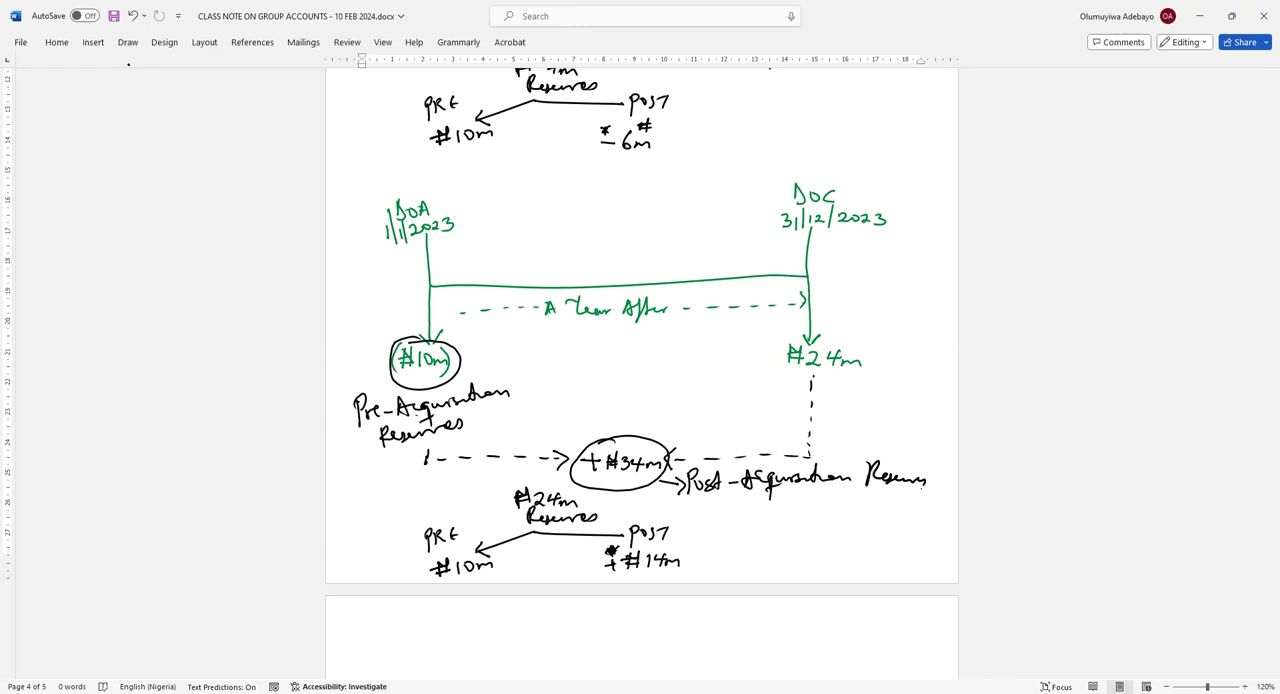 AutoSave Off CLASS NOTE ON GROUP ACCOUNTS - 10 FEB 2024.docx Search Olumuyiwa Adebayo OA
File Home Insert Draw Design Layout References Mailings Review View Help Grammarly Acrobat Comments Editing Share
Reserves
PRE POST
₦10m * - 6m
DOA
1/1/2023
DOC
31/12/2023
A Year After
(₦10m) ₦24m
Pre-Acquisition
Reserves
+ ₦34m Post-Acquisition Reserves
₦24m
Reserves
PRE POST
₦10m * + ₦14m
Page 4 of 5 0 words English (Nigeria) Text Predictions: On Accessibility: Investigate Focus 120%